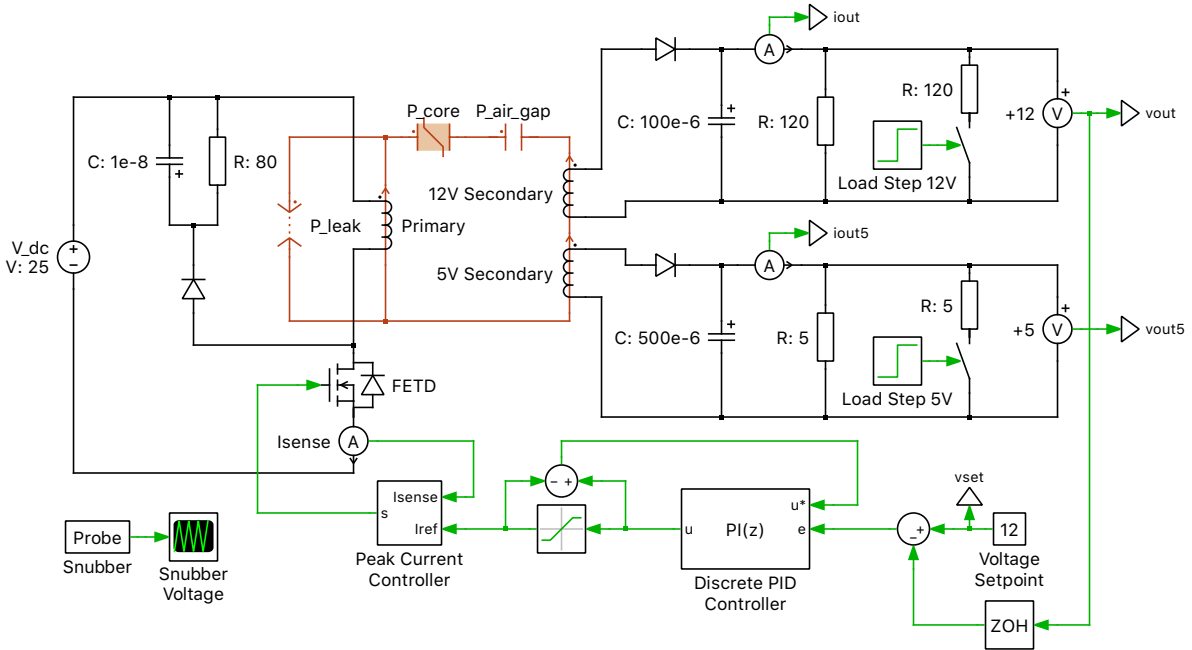 iout
A
P_core
P_air_gap
R: 120
C: 1e-8
R: 80
C: 100e-6
R: 120
+12
V
vout
+
Load Step 12V
12V Secondary
P_leak
Primary
iout5
V_dc
V: 25
A
5V Secondary
R: 5
C: 500e-6
R: 5
+5
V
vout5
FETD
Load Step 5V
Isense
A
vset
Isense
s
Iref
u*
u
PI(z)
e
12
Probe
Snubber
Snubber
Voltage
Peak Current
Controller
Discrete PID
Controller
Voltage
Setpoint
ZOH